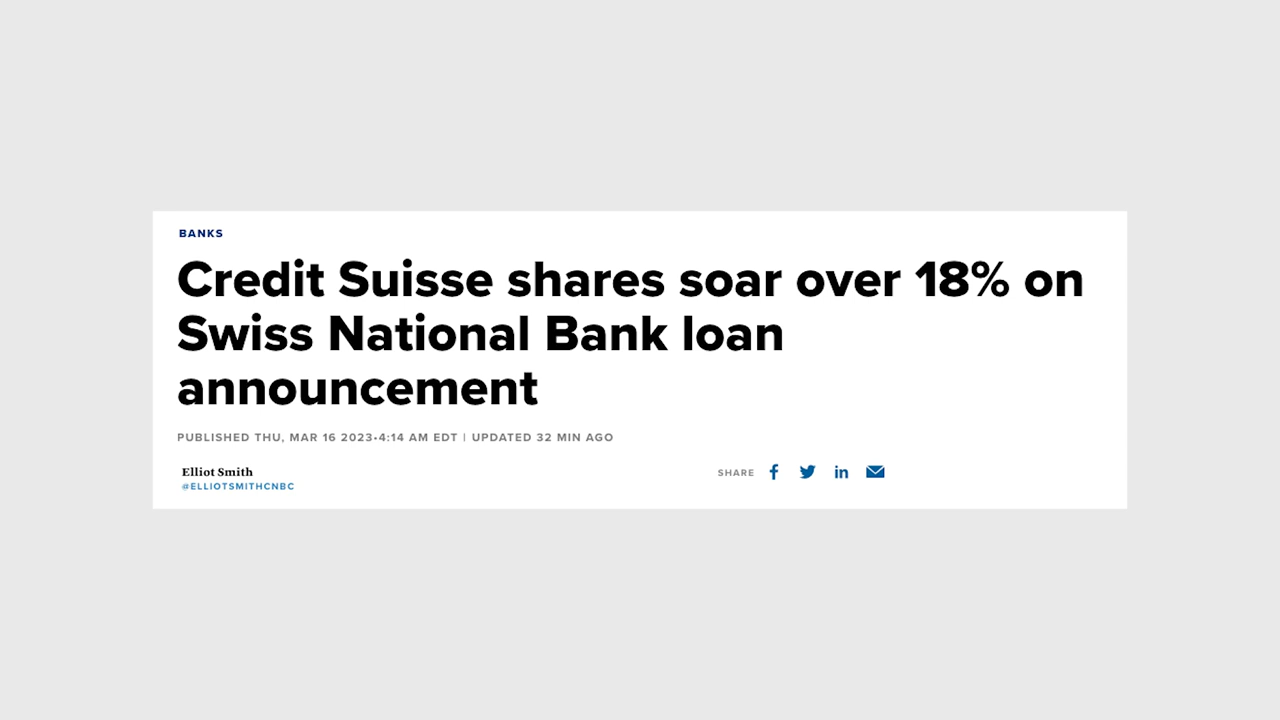 BANKS
Credit Suisse shares soar over 18% on
Swiss National Bank loan
announcement
PUBLISHED THU, MAR 16 2023•4:14 AM EDT | UPDATED 32 MIN AGO
Elliot Smith
@ELLIOTSMITHCNBC
SHARE